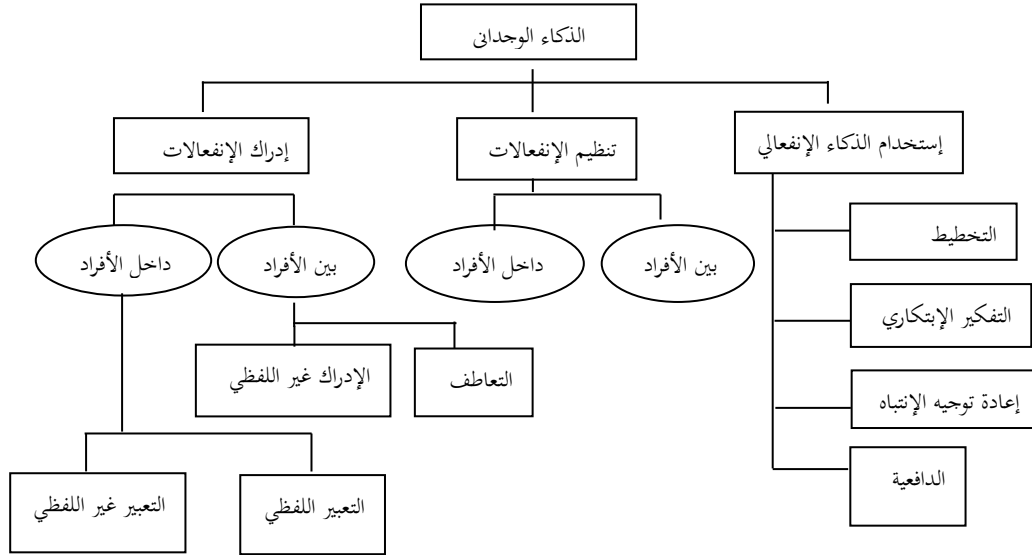 الذكاء الوجدانى
إستخدام الذكاء الإنفعالي
تنظيم الإنفعالات
إدراك الإنفعالات
التخطيط
بين الأفراد
داخل الأفراد
بين الأفراد
داخل الأفراد
التفكير الإبتكاري
التعاطف
الإدراك غير اللفظي
إعادة توجيه الإنتباه
الدافعية
التعبير اللفظي
التعبير غير اللفظي